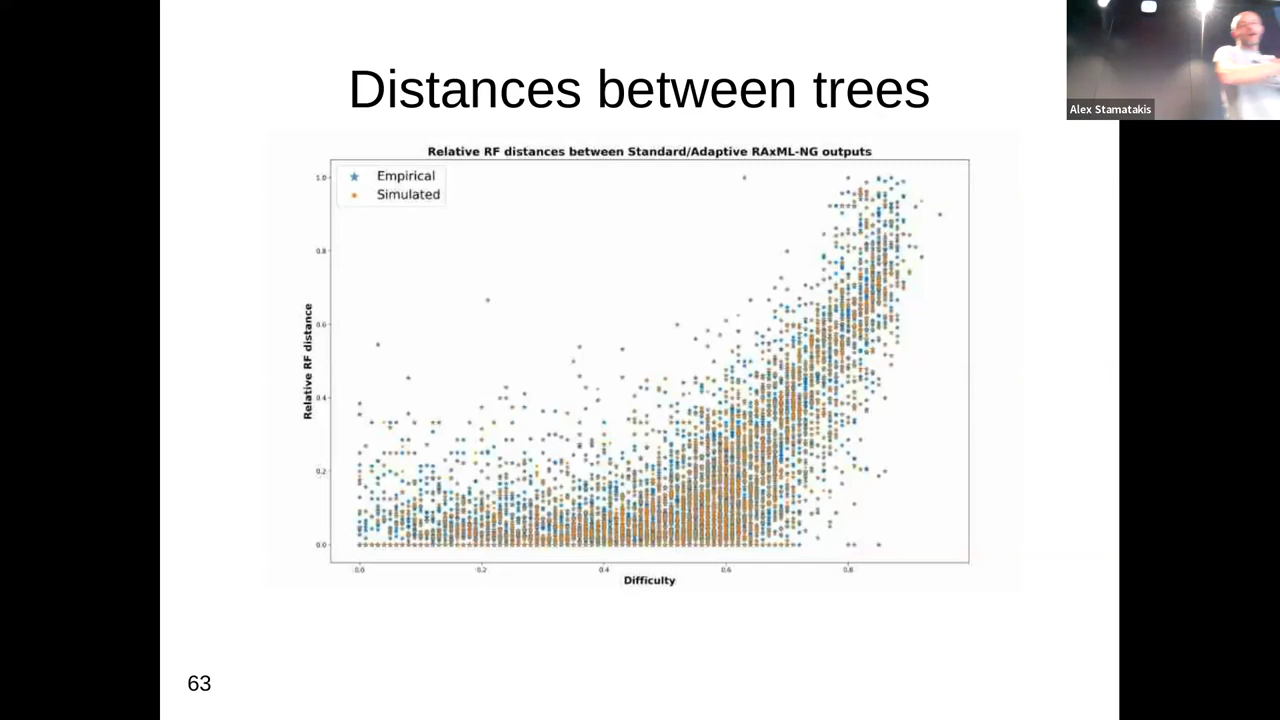 Distances between trees
Alex Stamatakis
Relative RF distances between Standard/Adaptive RAxML-NG outputs
Empirical
Simulated
1.0
0.8
0.6
0.4
0.2
0.0
Relative RF distance
0.0
0.2
0.4
0.6
0.8
Difficulty
63